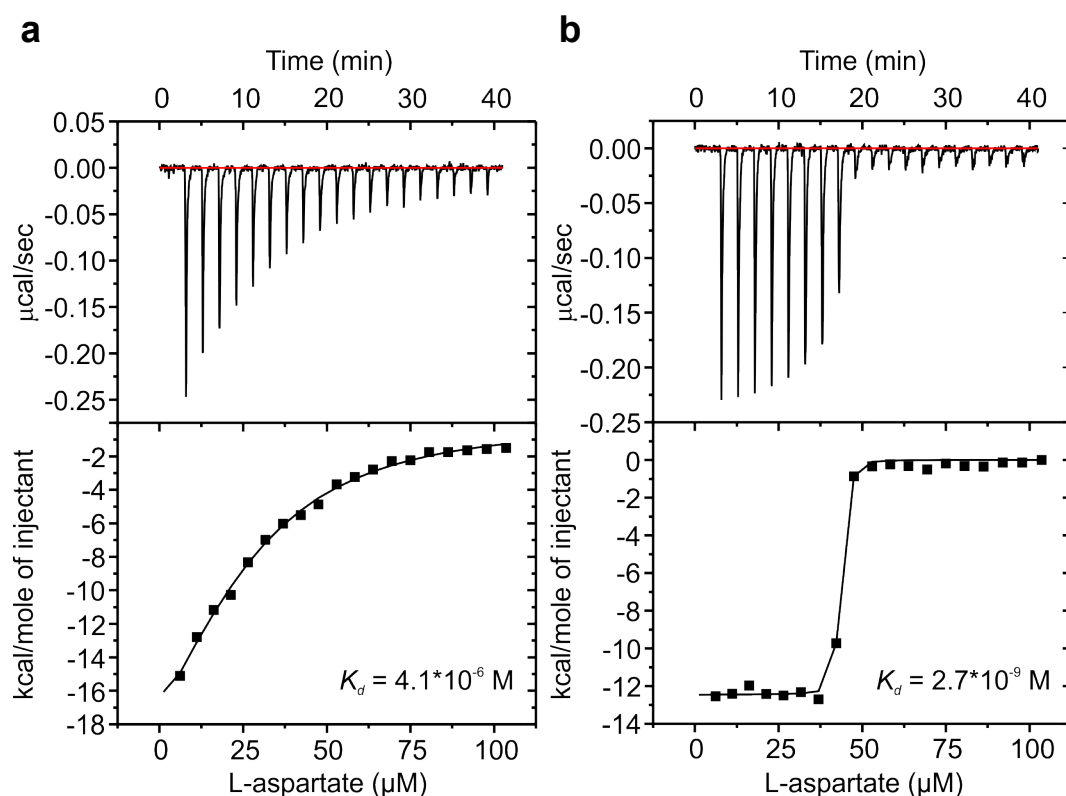 a
Time (min)
0 10 20 30 40
0.05
0.00
-0.05
-0.10
-0.15
-0.20
-0.25
μcal/sec
-2
-4
-6
-8
-10
-12
-14
-16
-18
kcal/mole of injectant
Kd = 4.1*10-6 M
0 25 50 75 100
L-aspartate (μM)
b
Time (min)
0 10 20 30 40
0.00
-0.05
-0.10
-0.15
-0.20
-0.25
μcal/sec
0
-2
-4
-6
-8
-10
-12
-14
kcal/mole of injectant
Kd = 2.7*10-9 M
0 25 50 75 100
L-aspartate (μM)